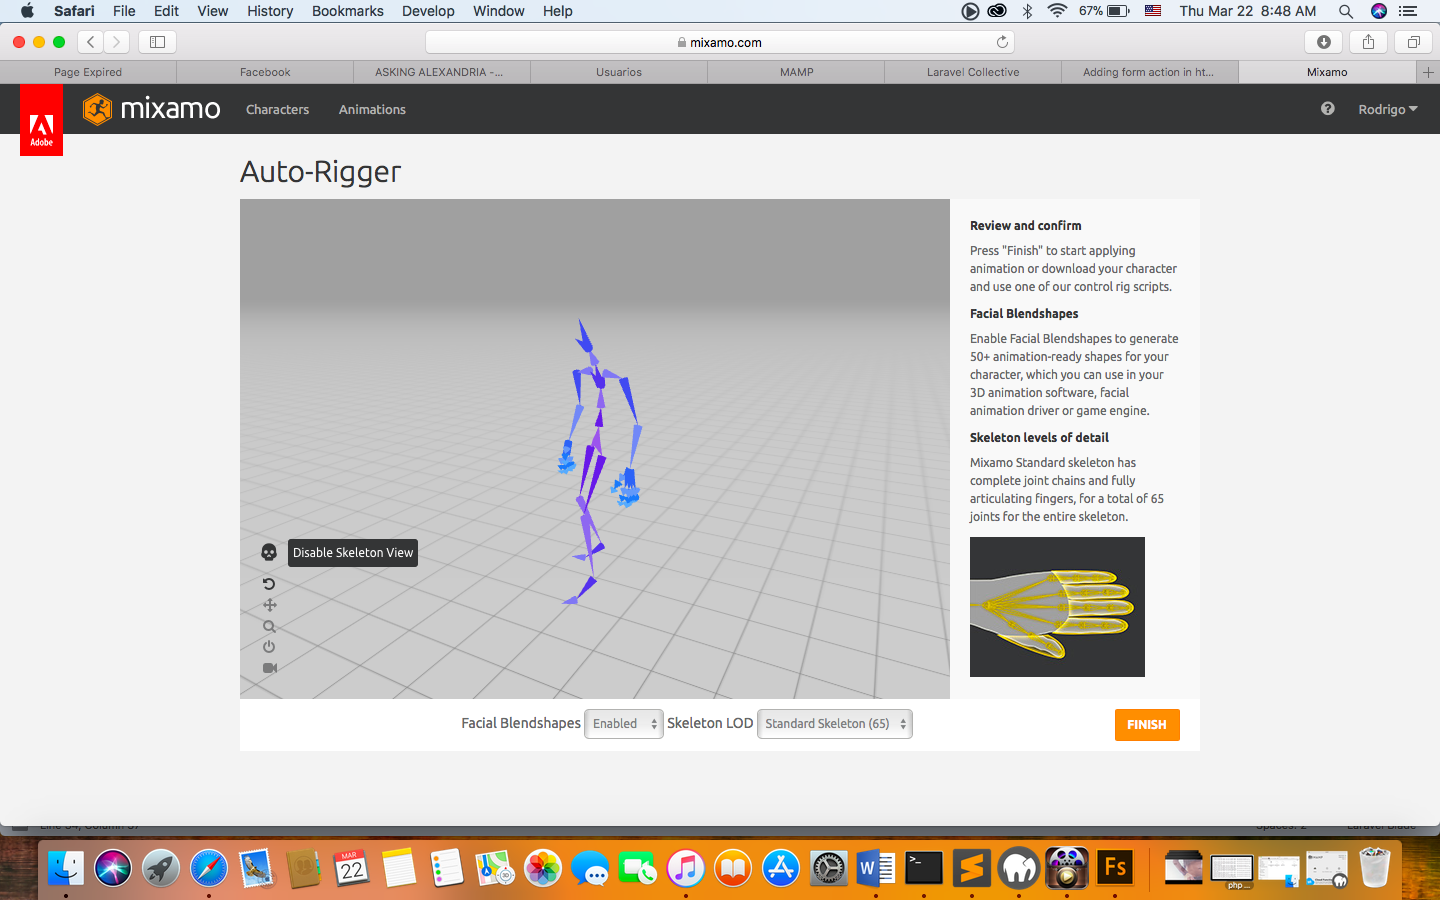 Safari File Edit View History Bookmarks Develop Window Help 67% Thu Mar 22 8:48 AM
mixamo.com
Page Expired Facebook ASKING ALEXANDRIA -... Usuarios MAMP Laravel Collective Adding form action in ht... Mixamo
Adobe mixamo Characters Animations Rodrigo
Auto-Rigger
Review and confirm
Press "Finish" to start applying
animation or download your character
and use one of our control rig scripts.
Facial Blendshapes
Enable Facial Blendshapes to generate
50+ animation-ready shapes for your
character, which you can use in your
3D animation software, facial
animation driver or game engine.
Skeleton levels of detail
Mixamo Standard skeleton has
complete joint chains and fully
articulating fingers, for a total of 65
joints for the entire skeleton.
Disable Skeleton View
Facial Blendshapes Enabled Skeleton LOD Standard Skeleton (65) FINISH
MAR
22
Fs
php ...